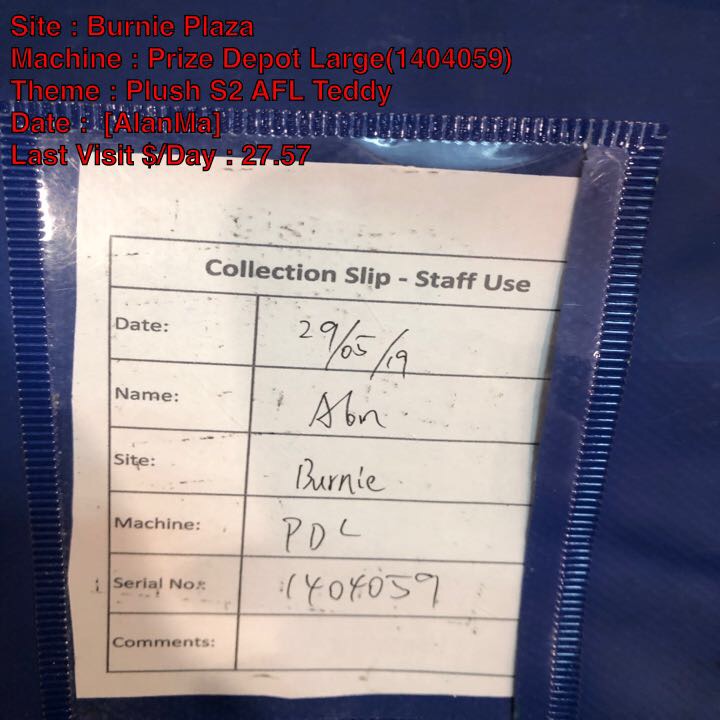 Site : Burnie Plaza
Machine : Prize Depot Large(1404059)
Theme : Plush S2 AFL Teddy
Date :  [AlanMa]
Last Visit $/Day : 27.57
Collection Slip - Staff Use
Date: 29/05/19
Name:
Site: Burnie
Machine: PDL
Serial No: 1404059
Comments: